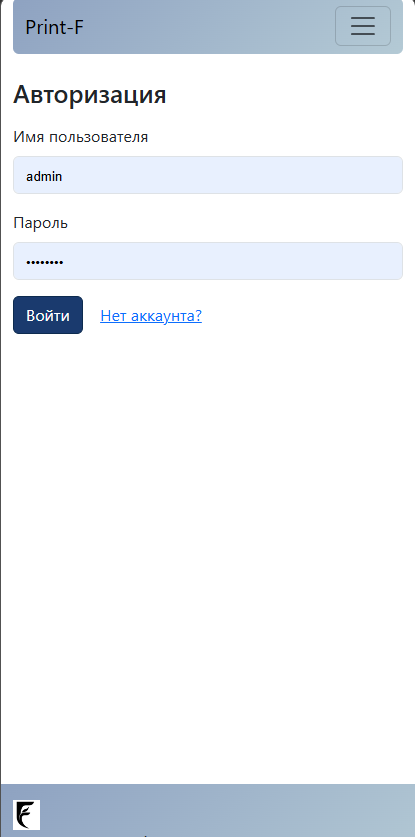 Print-F
Авторизация
Имя пользователя
admin
Пароль
••••••••
Войти Нет аккаунта?